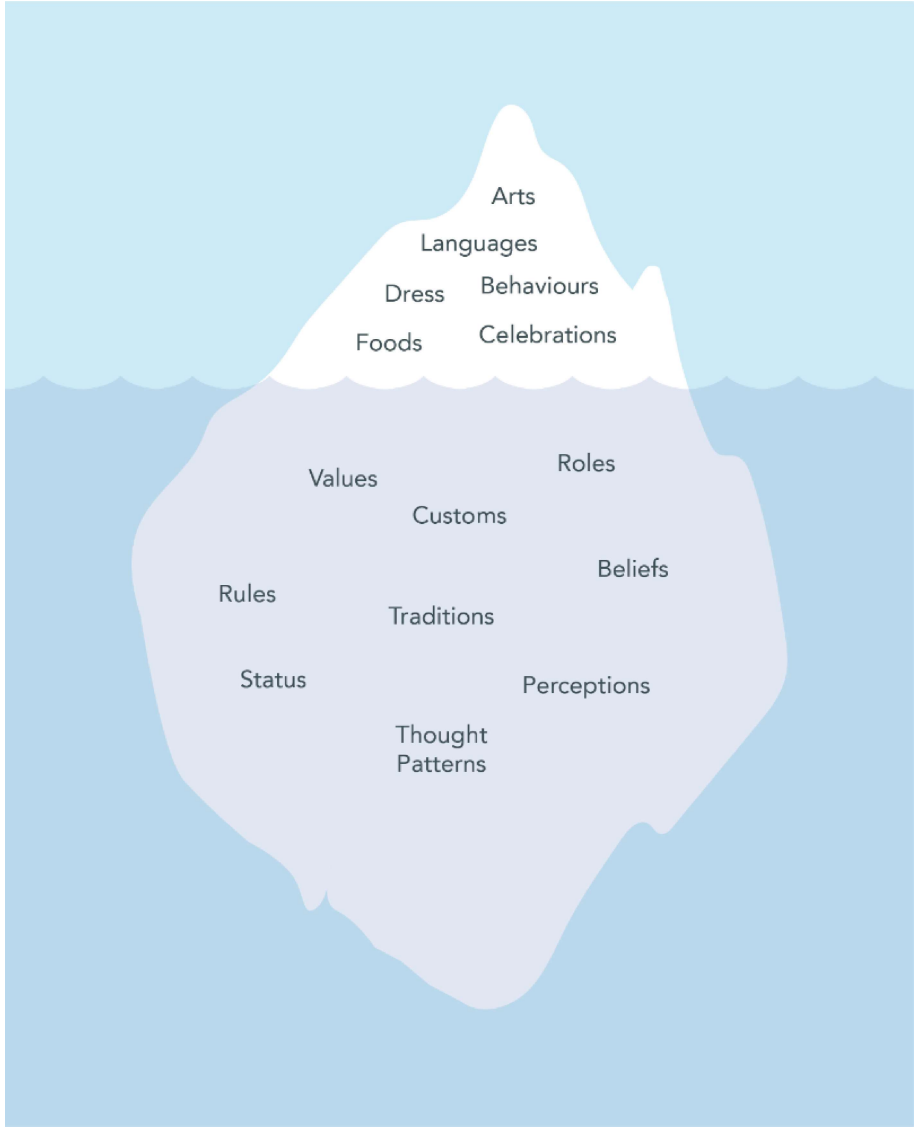 Arts
Languages
Dress
Behaviours
Foods
Celebrations
Values
Roles
Customs
Rules
Beliefs
Traditions
Status
Perceptions
Thought
Patterns